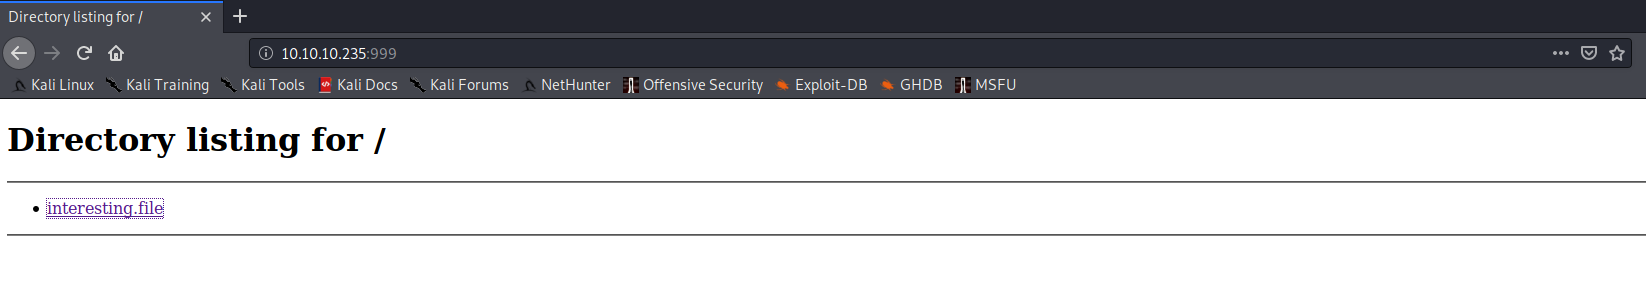 Directory listing for /
10.10.10.235:999
Kali Linux Kali Training Kali Tools Kali Docs Kali Forums NetHunter Offensive Security Exploit-DB GHDB MSFU
Directory listing for /
interesting.file